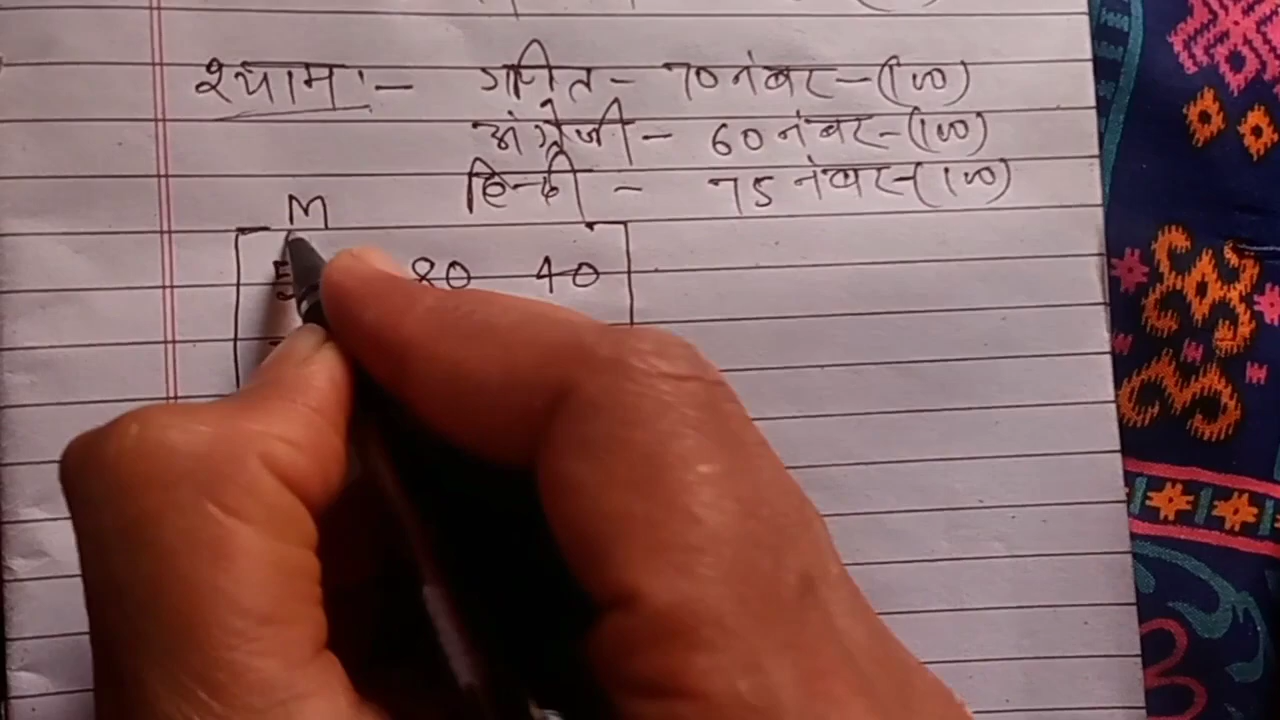 श्याम :- गणित - 70 नंबर - (100)
अंग्रेजी - 60 नंबर - (100)
हिन्दी - 75 नंबर - (100)
M
80 40